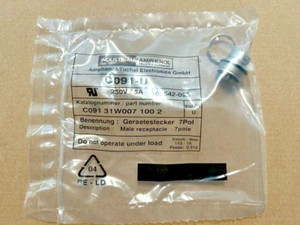 Amphenol-Tuchel Electronics GmbH
C091-U
250V 5A
Katalognummer / part number
C091 31W007 100 2
U
Benennung : Geraetestecker 7Pol
Description : Male receptacle 7pole
Do not operate under load
04
PE-LD